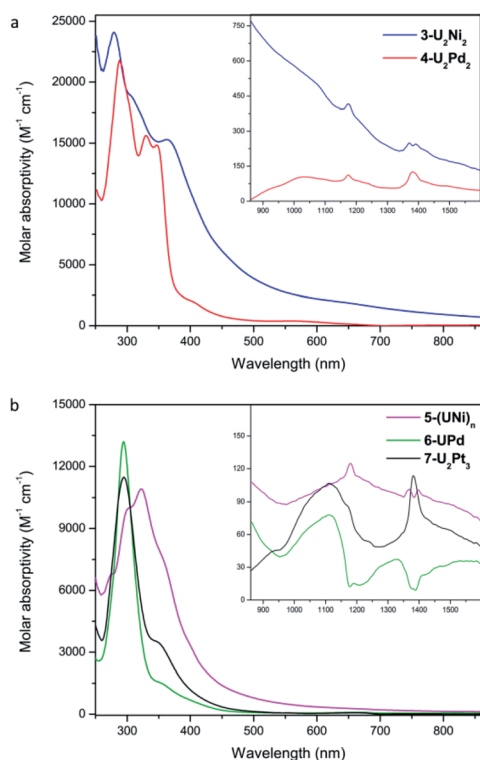 a
25000
20000
15000
10000
5000
0
Molar absorptivity (M⁻¹ cm⁻¹)
300 400 500 600 700 800
Wavelength (nm)
3-U₂Ni₂
4-U₂Pd₂
750
600
450
300
150
0
900 1000 1100 1200 1300 1400 1500
b
15000
12000
9000
6000
3000
0
Molar absorptivity (M⁻¹ cm⁻¹)
300 400 500 600 700 800
Wavelength (nm)
5-(UNi)ₙ
6-UPd
7-U₂Pt₃
150
120
90
60
30
0
900 1000 1100 1200 1300 1400 1500